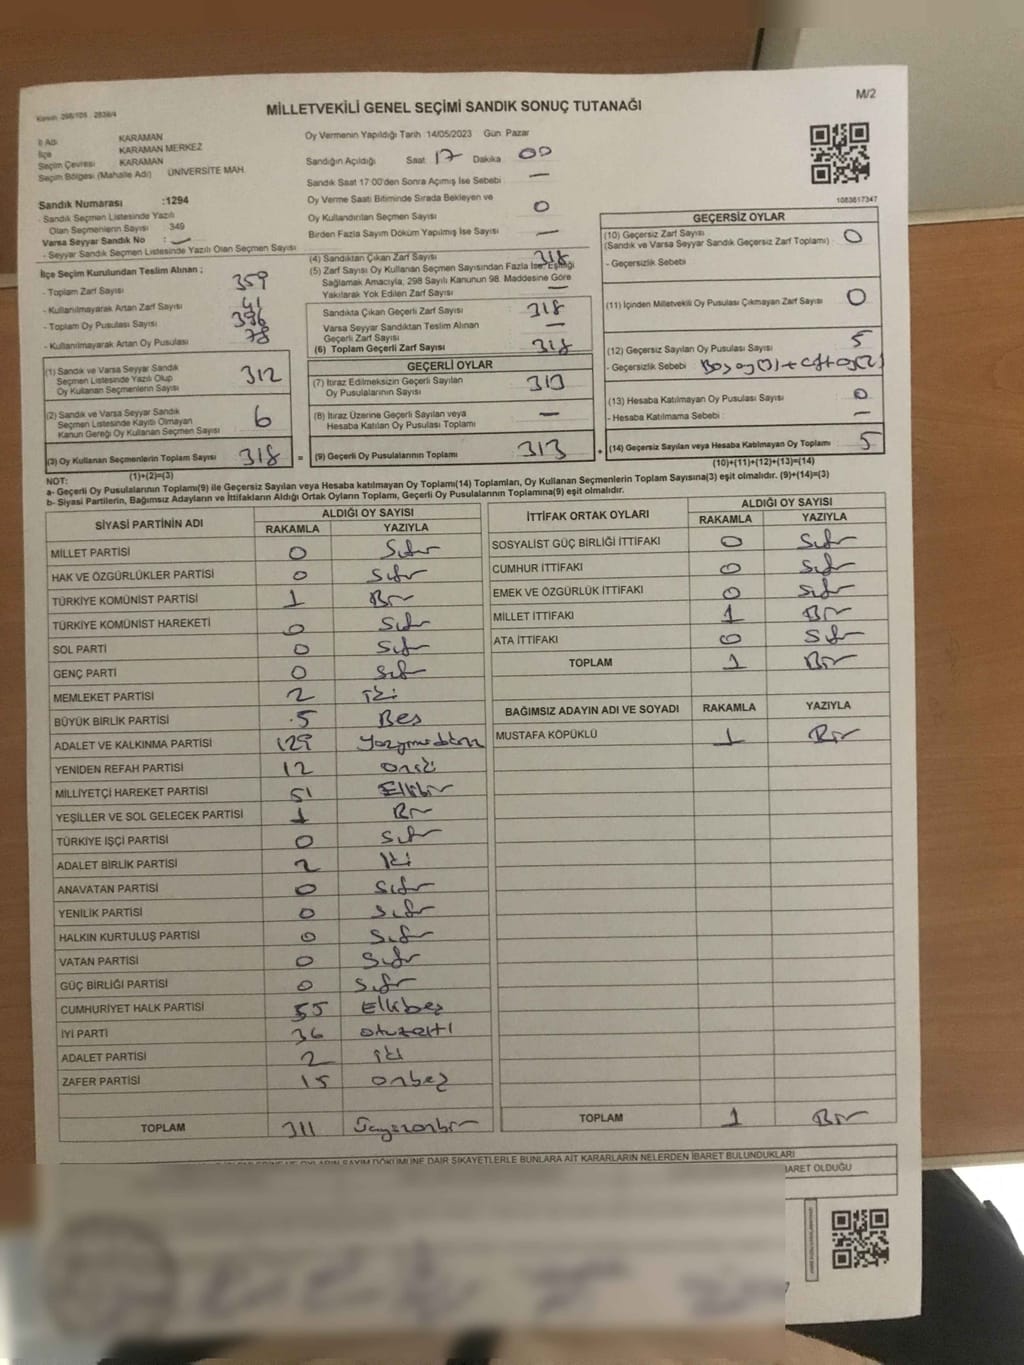 M/2
Kanun: 298/105 - 2839/4
MİLLETVEKİLİ GENEL SEÇİMİ SANDIK SONUÇ TUTANAĞI
İl Adı KARAMAN
İlçe KARAMAN MERKEZ
Seçim Çevresi KARAMAN
Seçim Bölgesi (Mahalle Adı) ÜNİVERSİTE MAH.
Sandık Numarası :1294
- Sandık Seçmen Listesinde Yazılı
Olan Seçmenlerin Sayısı 349
Varsa Seyyar Sandık No : —
- Seyyar Sandık Seçmen Listesinde Yazılı Olan Seçmen Sayısı
Oy Vermenin Yapıldığı Tarih :14/05/2023 Gün: Pazar
Sandığın Açıldığı Saat 17 Dakika 00
Sandık Saat 17:00'den Sonra Açımış İse Sebebi : —
Oy Verme Saati Bitiminde Sırada Bekleyen ve
Oy Kullandırılan Seçmen Sayısı 0
Birden Fazla Sayım Döküm Yapılmış İse Sayısı —
1083817347
İlçe Seçim Kurulundan Teslim Alınan ;
- Toplam Zarf Sayısı 359
- Kullanılmayarak Artan Zarf Sayısı 41
- Toplam Oy Pusulası Sayısı 396
- Kullanılmayarak Artan Oy Pusulası 78
(4) Sandıktan Çıkan Zarf Sayısı 318
(5) Zarf Sayısı Oy Kullanan Seçmen Sayısından Fazla İse, Eşitliği
Sağlamak Amacıyla, 298 Sayılı Kanunun 98. Maddesine Göre
Yakılarak Yok Edilen Zarf Sayısı —
Sandıkta Çıkan Geçerli Zarf Sayısı 318
Varsa Seyyar Sandıktan Teslim Alınan
Geçerli Zarf Sayısı —
(6) Toplam Geçerli Zarf Sayısı 318
GEÇERSİZ OYLAR
(10) Geçersiz Zarf Sayısı
(Sandık ve Varsa Seyyar Sandık Geçersiz Zarf Toplamı) : 0
- Geçersizlik Sebebi
(11) İçinden Milletvekili Oy Pusulası Çıkmayan Zarf Sayısı 0
(12) Geçersiz Sayılan Oy Pusulası Sayısı : 5
- Geçersizlik Sebebi :
(13) Hesaba Katılmayan Oy Pusulası Sayısı 0
- Hesaba Katılmama Sebebi : —
(14) Geçersiz Sayılan veya Hesaba Katılmayan Oy Toplamı 5
(10)+(11)+(12)+(13)=(14)
(1) Sandık ve Varsa Seyyar Sandık
Seçmen Listesinde Yazılı Olup
Oy Kullanan Seçmenlerin Sayısı 312
(2) Sandık ve Varsa Seyyar Sandık
Seçmen Listesinde Kayıtlı Olmayan
Kanun Gereği Oy Kullanan Seçmen Sayısı 6
(3) Oy Kullanan Seçmenlerin Toplam Sayısı 318 =
(1)+(2)=(3)
GEÇERLİ OYLAR
(7) İtiraz Edilmeksizin Geçerli Sayılan
Oy Pusulalarının Sayısı 313
(8) İtiraz Üzerine Geçerli Sayılan veya
Hesaba Katılan Oy Pusulası Toplamı —
(9) Geçerli Oy Pusulalarının Toplamı 313 +
NOT:
a- Geçerli Oy Pusulalarının Toplamı(9) ile Geçersiz Sayılan veya Hesaba katılmayan Oy Toplamı(14) Toplamları, Oy Kullanan Seçmenlerin Toplam Sayısına(3) eşit olmalıdır. (9)+(14)=(3)
b- Siyasi Partilerin, Bağımsız Adayların ve İttifakların Aldığı Ortak Oyların Toplamı, Geçerli Oy Pusulalarının Toplamına(9) eşit olmalıdır.
SİYASİ PARTİNİN ADI ALDIĞI OY SAYISI
RAKAMLA YAZIYLA
MİLLET PARTİSİ 0 Sıfır
HAK VE ÖZGÜRLÜKLER PARTİSİ 0 Sıfır
TÜRKİYE KOMÜNİST PARTİSİ 1 Bir
TÜRKİYE KOMÜNİST HAREKETİ 0 Sıfır
SOL PARTİ 0 Sıfır
GENÇ PARTİ 0 Sıfır
MEMLEKET PARTİSİ 2 iki
BÜYÜK BİRLİK PARTİSİ 5 Beş
ADALET VE KALKINMA PARTİSİ 129
YENİDEN REFAH PARTİSİ 12 Oniki
MİLLİYETÇİ HAREKET PARTİSİ 51 Ellibir
YEŞİLLER VE SOL GELECEK PARTİSİ 1 Bir
TÜRKİYE İŞÇİ PARTİSİ 0 Sıfır
ADALET BİRLİK PARTİSİ 2 İki
ANAVATAN PARTİSİ 0 Sıfır
YENİLİK PARTİSİ 0 Sıfır
HALKIN KURTULUŞ PARTİSİ 0 Sıfır
VATAN PARTİSİ 0 Sıfır
GÜÇ BİRLİĞİ PARTİSİ 0 Sıfır
CUMHURİYET HALK PARTİSİ 55 Ellibeş
İYİ PARTİ 36 Otuzaltı
ADALET PARTİSİ 2 iki
ZAFER PARTİSİ 15 Onbeş
TOPLAM 311 Üçyüzonbir
İTTİFAK ORTAK OYLARI ALDIĞI OY SAYISI
RAKAMLA YAZIYLA
SOSYALİST GÜÇ BİRLİĞİ İTTİFAKI 0 Sıfır
CUMHUR İTTİFAKI 0 Sıfır
EMEK VE ÖZGÜRLÜK İTTİFAKI 0 Sıfır
MİLLET İTTİFAKI 1 Bir
ATA İTTİFAKI 0 Sıfır
TOPLAM 1 Bir
BAĞIMSIZ ADAYIN ADI VE SOYADI RAKAMLA YAZIYLA
MUSTAFA KÖPÜKLÜ 1 Bir
TOPLAM 1 Bir
OYLARIN SAYIM DÖKÜMÜNE DAİR ŞİKAYETLERLE BUNLARA AİT KARARLARIN NELERDEN İBARET BULUNDUKLARI
İBARET OLDUĞU